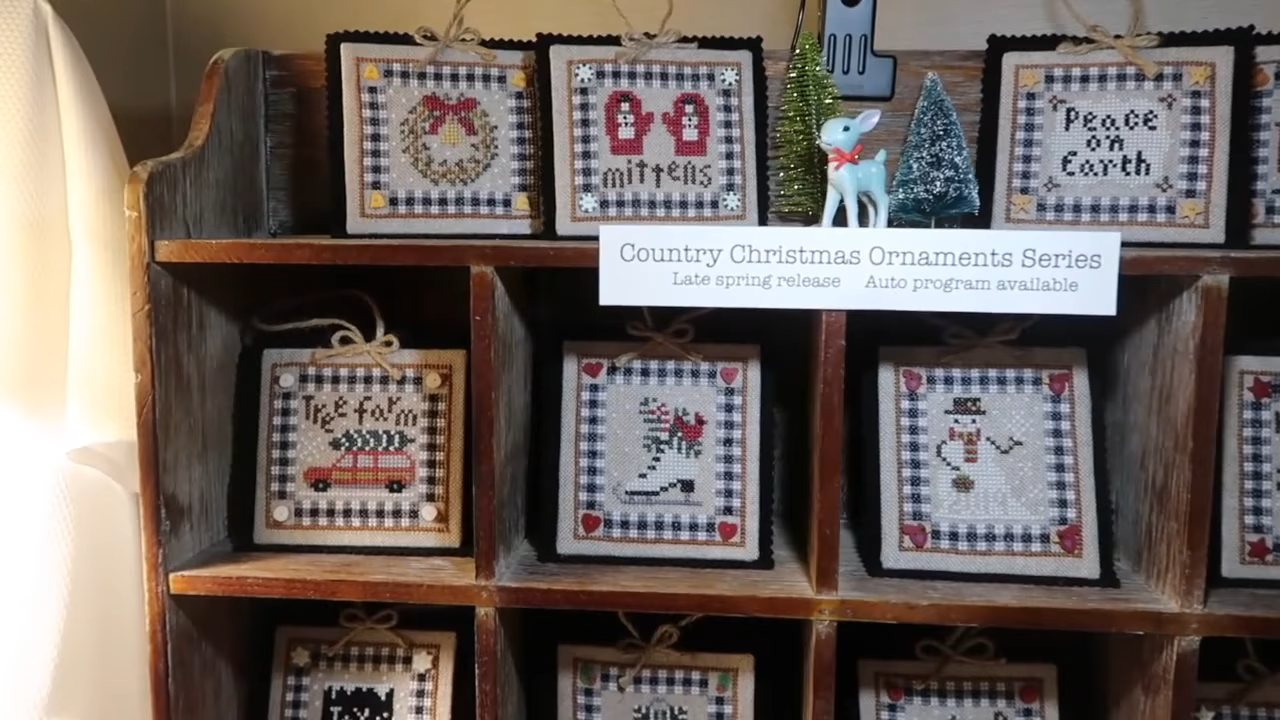 mittens
Peace
on
Earth
Country Christmas Ornaments Series
Late spring release Auto program available
Tree farm